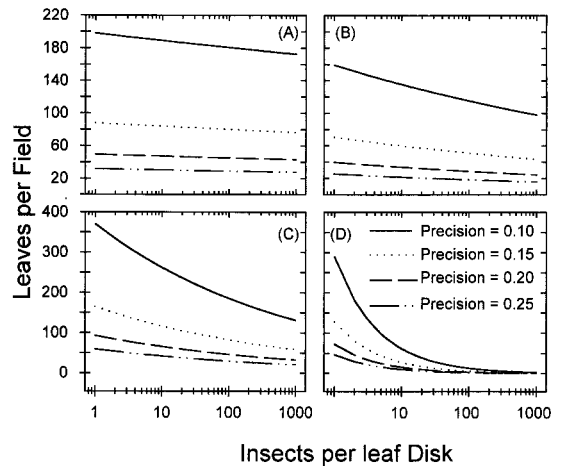 220
180
140
100
60
20
(A)
(B)
400
300
200
100
0
(C)
(D)
Precision = 0.10
Precision = 0.15
Precision = 0.20
Precision = 0.25
1 10 100 1000
1 10 100 1000
Leaves per Field
Insects per leaf Disk